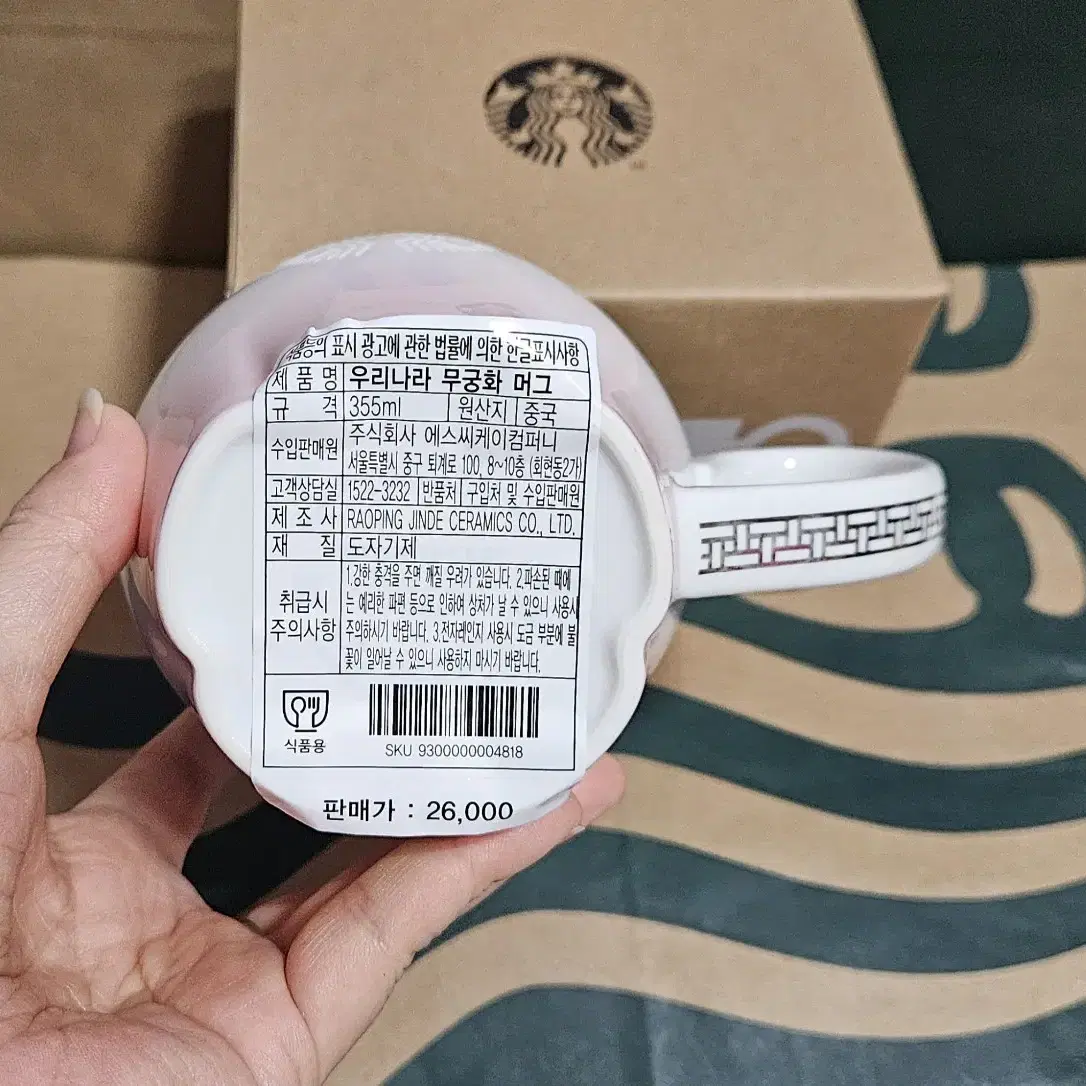 식품등의 표시 광고에 관한 법률에 의한 한글표시사항
제 품 명 우리나라 무궁화 머그
규 격 355ml 원산지 중국
수입판매원 주식회사 에스씨케이컴퍼니
서울특별시 중구 퇴계로 100, 8~10층 (회현동2가)
고객상담실 1522-3232 반품처 구입처 및 수입판매원
제 조 사 RAOPING JINDE CERAMICS CO., LTD.
재 질 도자기제
취급시
주의사항
1.강한 충격을 주면 깨질 우려가 있습니다. 2.파손된 때에
는 예리한 파편 등으로 인하여 상처가 날 수 있으니 사용시
주의하시기 바랍니다. 3.전자레인지 사용시 도금 부분에 불
꽃이 일어날 수 있으니 사용하지 마시기 바랍니다.
식품용
SKU 9300000004818
판매가 : 26,000